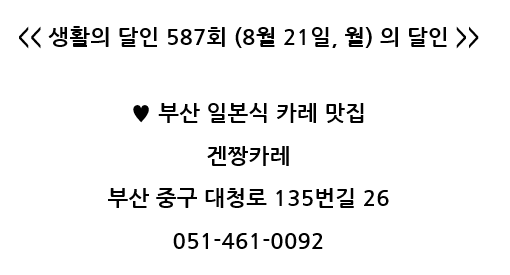 << 생활의 달인 587회 (8월 21일, 월) 의 달인 >>
♥ 부산 일본식 카레 맛집
겐짱카레
부산 중구 대청로 135번길 26
051-461-0092